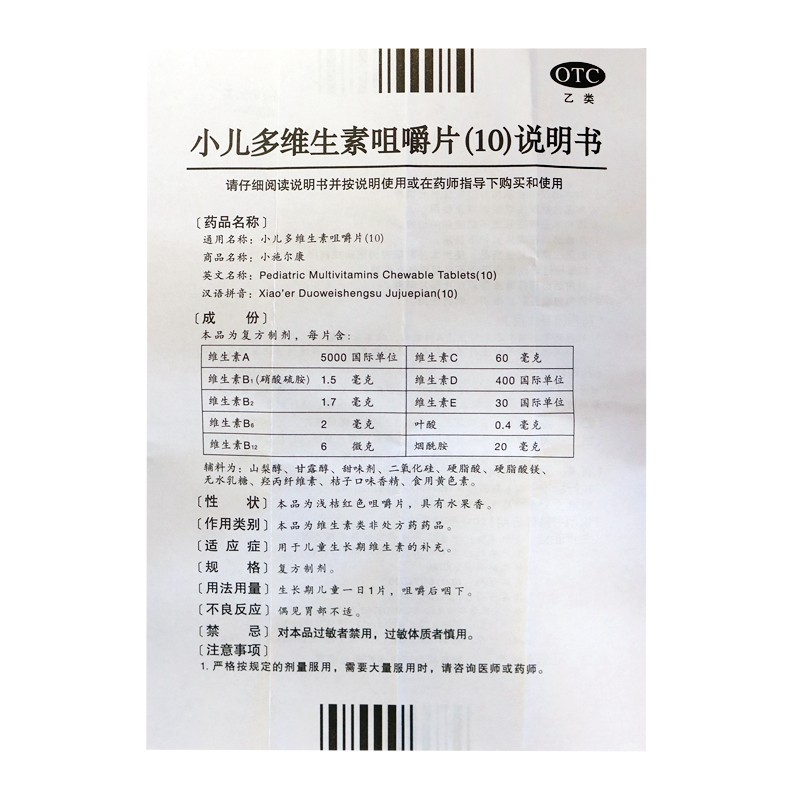 OTC
乙类
小儿多维生素咀嚼片(10)说明书
请仔细阅读说明书并按说明使用或在药师指导下购买和使用
〔药品名称〕
通用名称：小儿多维生素咀嚼片(10)
商品名称：小施尔康
英文名称：Pediatric Multivitamins Chewable Tablets(10)
汉语拼音：Xiao'er Duoweishengsu Jujuepian(10)
〔成　份〕
本品为复方制剂，每片含：
维生素A 5000 国际单位 维生素C 60 毫克
维生素B₁(硝酸硫胺) 1.5 毫克 维生素D 400 国际单位
维生素B₂ 1.7 毫克 维生素E 30 国际单位
维生素B₆ 2 毫克 叶酸 0.4 毫克
维生素B₁₂ 6 微克 烟酰胺 20 毫克
辅料为：山梨醇、甘露醇、甜味剂、二氧化硅、硬脂酸、硬脂酸镁、
无水乳糖、羟丙纤维素、桔子口味香精、食用黄色素。
〔性　状〕本品为浅桔红色咀嚼片，具有水果香。
〔作用类别〕本品为维生素类非处方药药品。
〔适应症〕用于儿童生长期维生素的补充。
〔规　格〕复方制剂。
〔用法用量〕生长期儿童一日1片，咀嚼后咽下。
〔不良反应〕偶见胃部不适。
〔禁　忌〕对本品过敏者禁用，过敏体质者慎用。
〔注意事项〕
1. 严格按规定的剂量服用，需要大量服用时，请咨询医师或药师。